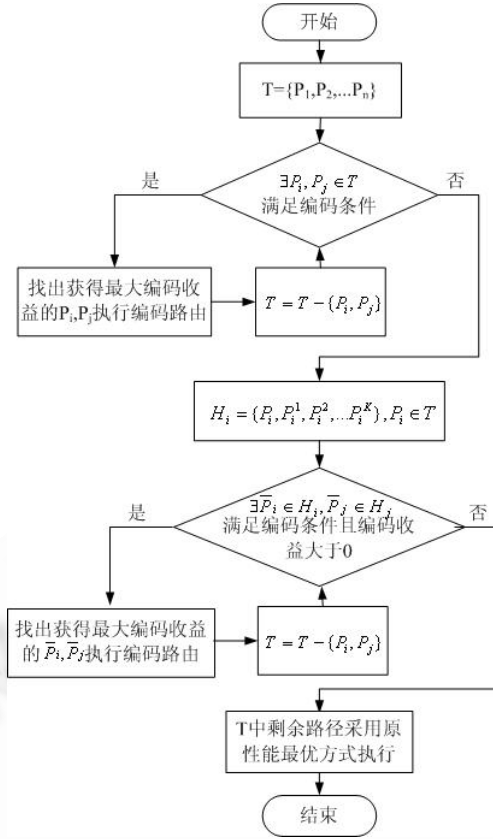 开始
T={P₁,P₂,...Pₙ}
∃Pᵢ, Pⱼ ∈ T
满足编码条件
是
否
找出获得最大编码收
益的Pᵢ,Pⱼ执行编码路由
T = T − {Pᵢ, Pⱼ}
Hᵢ = {Pᵢ, Pᵢ¹, Pᵢ², ...Pᵢᴷ}, Pᵢ ∈ T
∃P̅ᵢ ∈ Hᵢ, P̅ⱼ ∈ Hⱼ
满足编码条件且编码收
益大于0
是
否
找出获得最大编码收益
的 P̅ᵢ, P̅ⱼ执行编码路由
T = T − {Pᵢ, Pⱼ}
T中剩余路径采用原
性能最优方式执行
结束